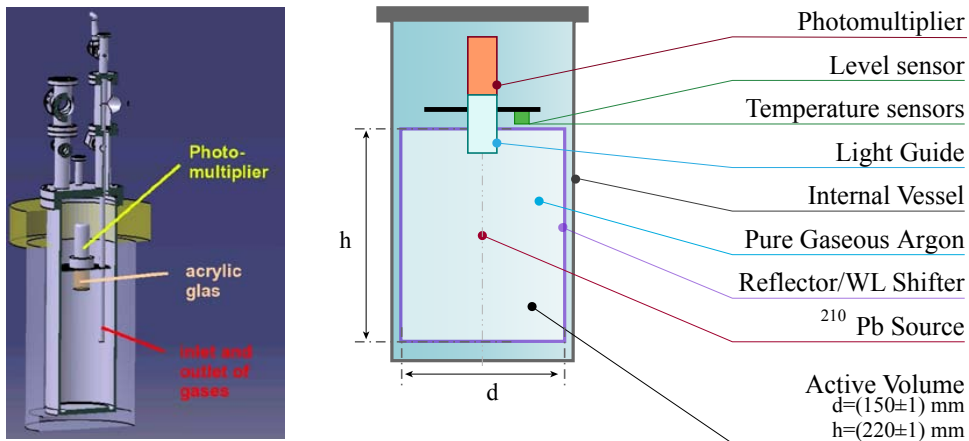 Photo-
multiplier
acrylic
glas
inlet and
outlet of
gases
h
d
Photomultiplier
Level sensor
Temperature sensors
Light Guide
Internal Vessel
Pure Gaseous Argon
Reflector/WL Shifter
210 Pb Source
Active Volume
d=(150±1) mm
h=(220±1) mm